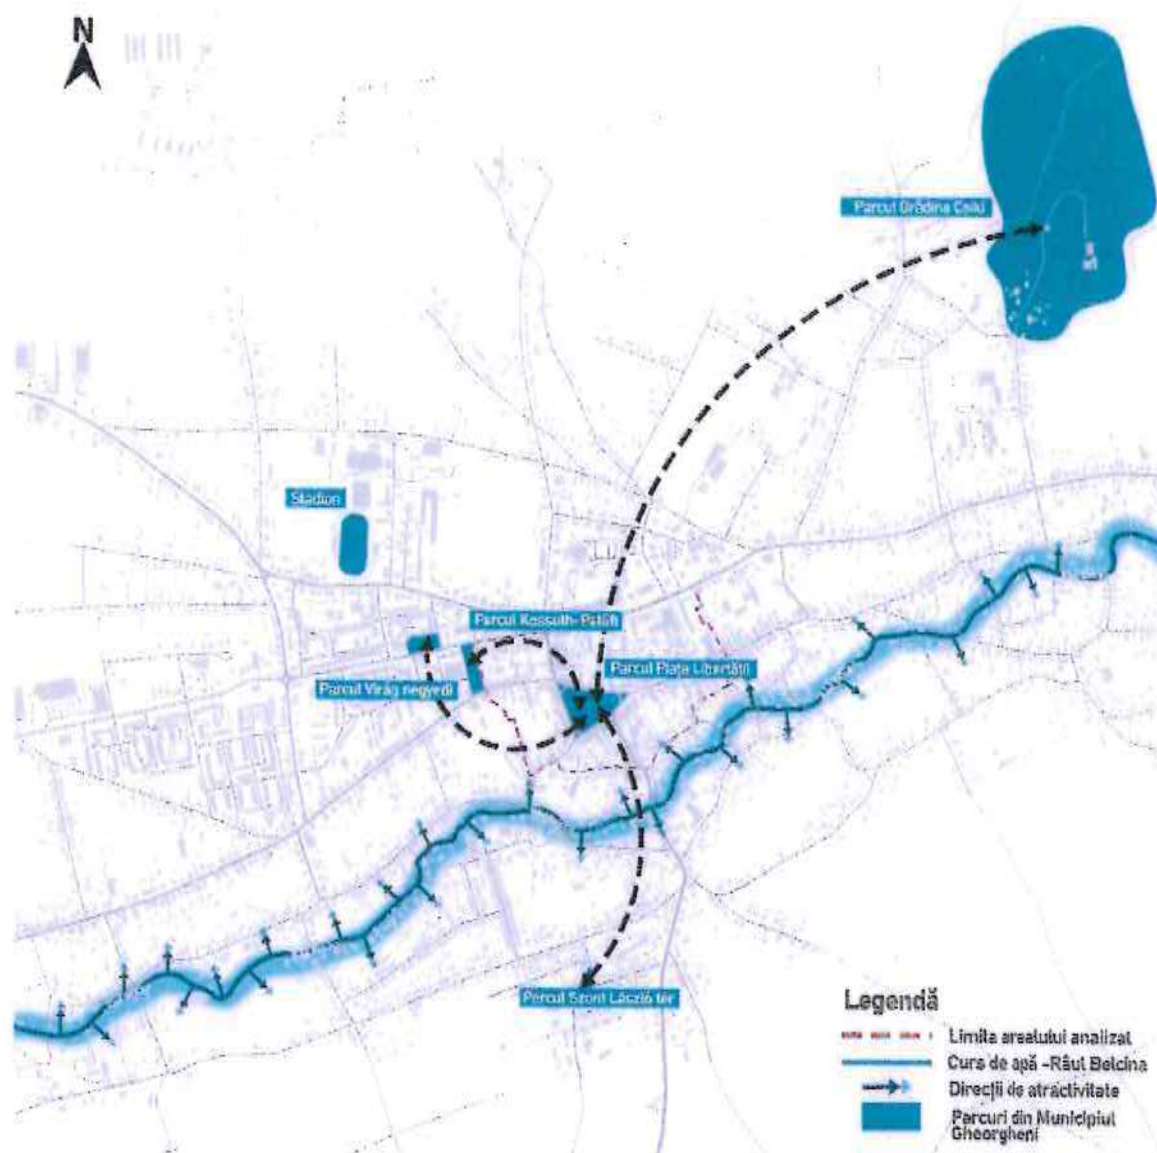 N
Parcul Grădina Csiki
Stadion
Parcul Kossuth-Petőfi
Parcul Piața Libertății
Parcul Virág negyedi
Parcul Szent László tér
Legendă
Limita arealului analizat
Curs de apă -Râul Belcina
Direcții de atractivitate
Parcuri din Municipiul
Gheorgheni